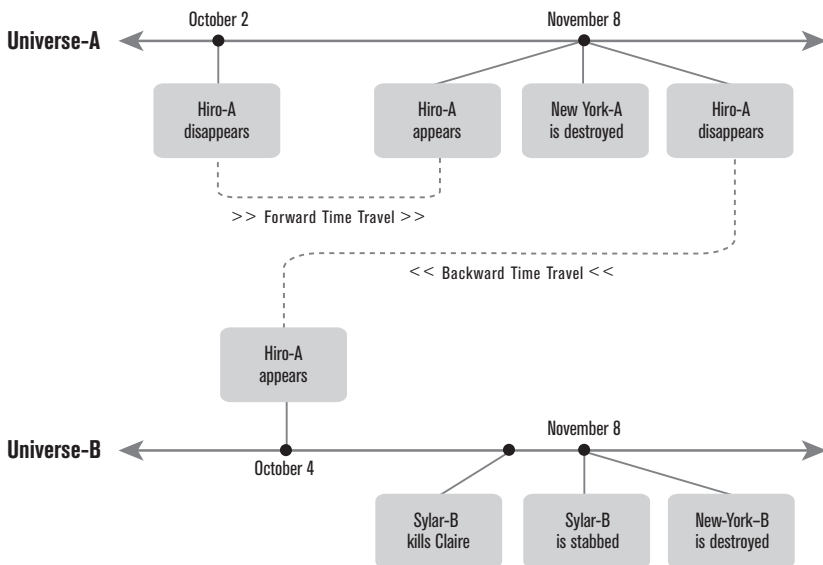 October 2
November 8
Universe-A
Hiro-A
disappears
Hiro-A
appears
New York-A
is destroyed
Hiro-A
disappears
>> Forward Time Travel >>
<< Backward Time Travel <<
Hiro-A
appears
November 8
Universe-B
October 4
Sylar-B
kills Claire
Sylar-B
is stabbed
New-York–B
is destroyed